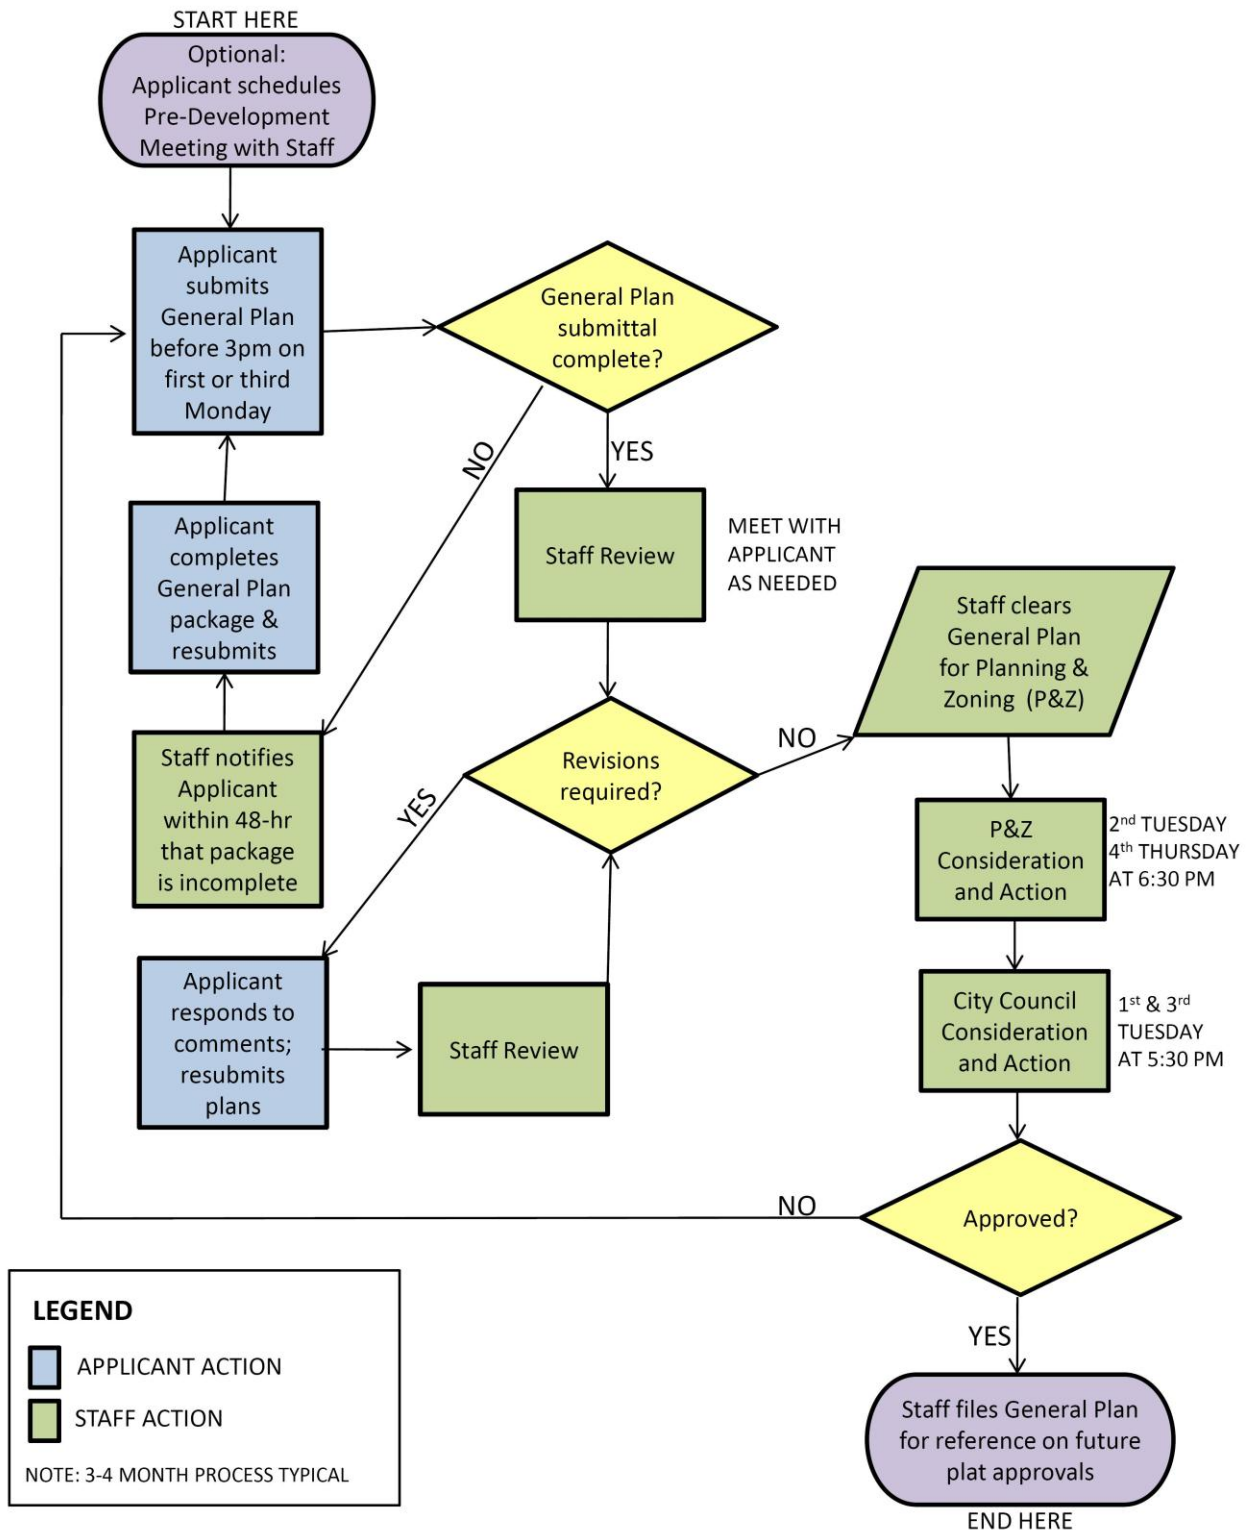 START HERE
Optional:
Applicant schedules
Pre-Development
Meeting with Staff
Applicant
submits
General Plan
before 3pm on
first or third
Monday
General Plan
submittal
complete?
NO
YES
Applicant
completes
General Plan
package &
resubmits
Staff Review
MEET WITH
APPLICANT
AS NEEDED
Staff clears
General Plan
for Planning &
Zoning (P&Z)
Staff notifies
Applicant
within 48-hr
that package
is incomplete
Revisions
required?
NO
YES
P&Z
Consideration
and Action
2nd TUESDAY
4th THURSDAY
AT 6:30 PM
Applicant
responds to
comments;
resubmits
plans
Staff Review
City Council
Consideration
and Action
1st & 3rd
TUESDAY
AT 5:30 PM
Approved?
NO
YES
LEGEND
APPLICANT ACTION
STAFF ACTION
NOTE: 3-4 MONTH PROCESS TYPICAL
Staff files General Plan
for reference on future
plat approvals
END HERE